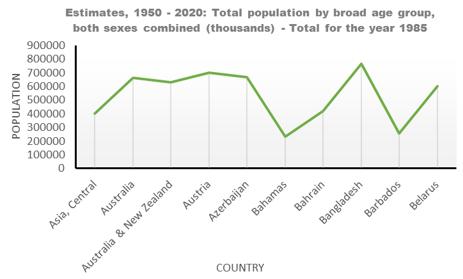 Estimates, 1950 - 2020: Total population by broad age group,
both sexes combined (thousands) - Total for the year 1985
POPULATION
900000
800000
700000
600000
500000
400000
300000
200000
100000
0
Asia, Central
Australia
Australia & New Zealand
Austria
Azerbaijan
Bahamas
Bahrain
Bangladesh
Barbados
Belarus
COUNTRY